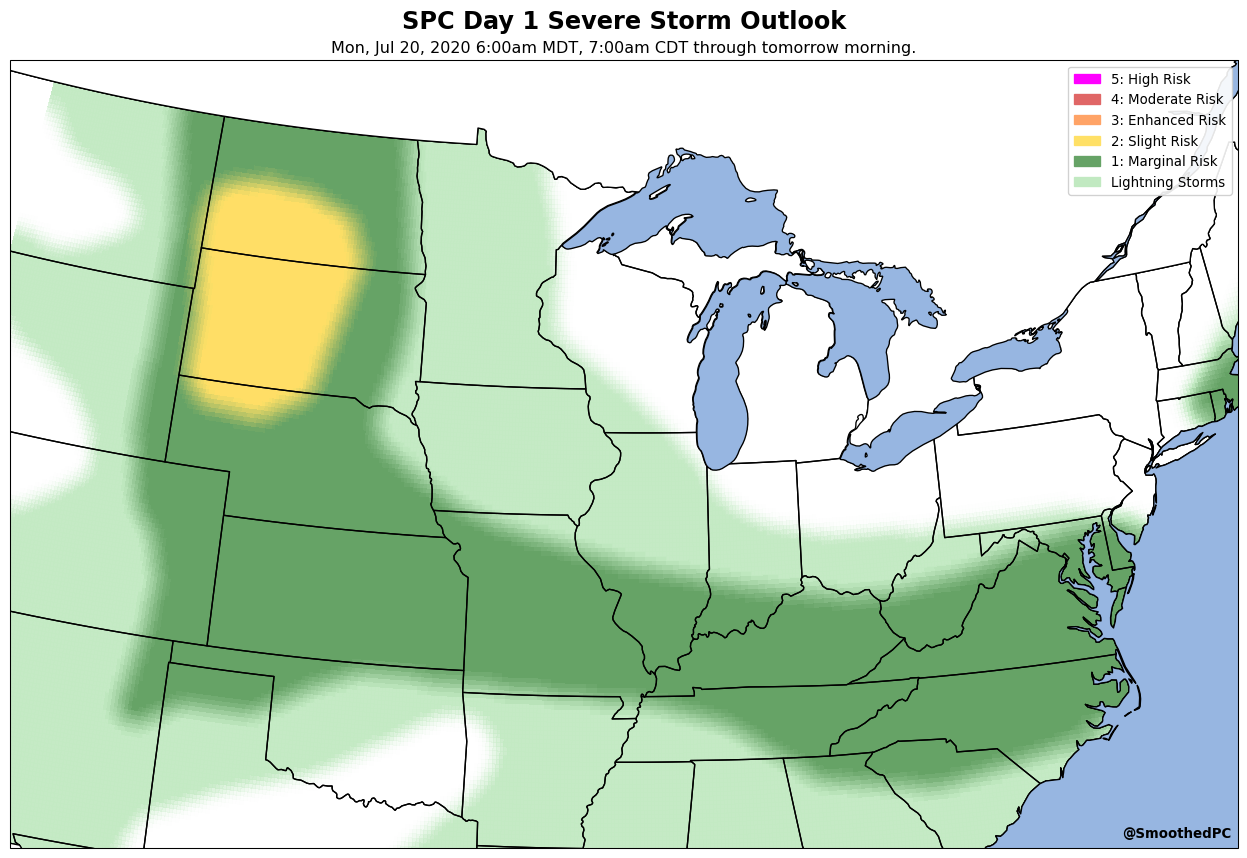 SPC Day 1 Severe Storm Outlook
Mon, Jul 20, 2020 6:00am MDT, 7:00am CDT through tomorrow morning.
5: High Risk
4: Moderate Risk
3: Enhanced Risk
2: Slight Risk
1: Marginal Risk
Lightning Storms
@SmoothedPC